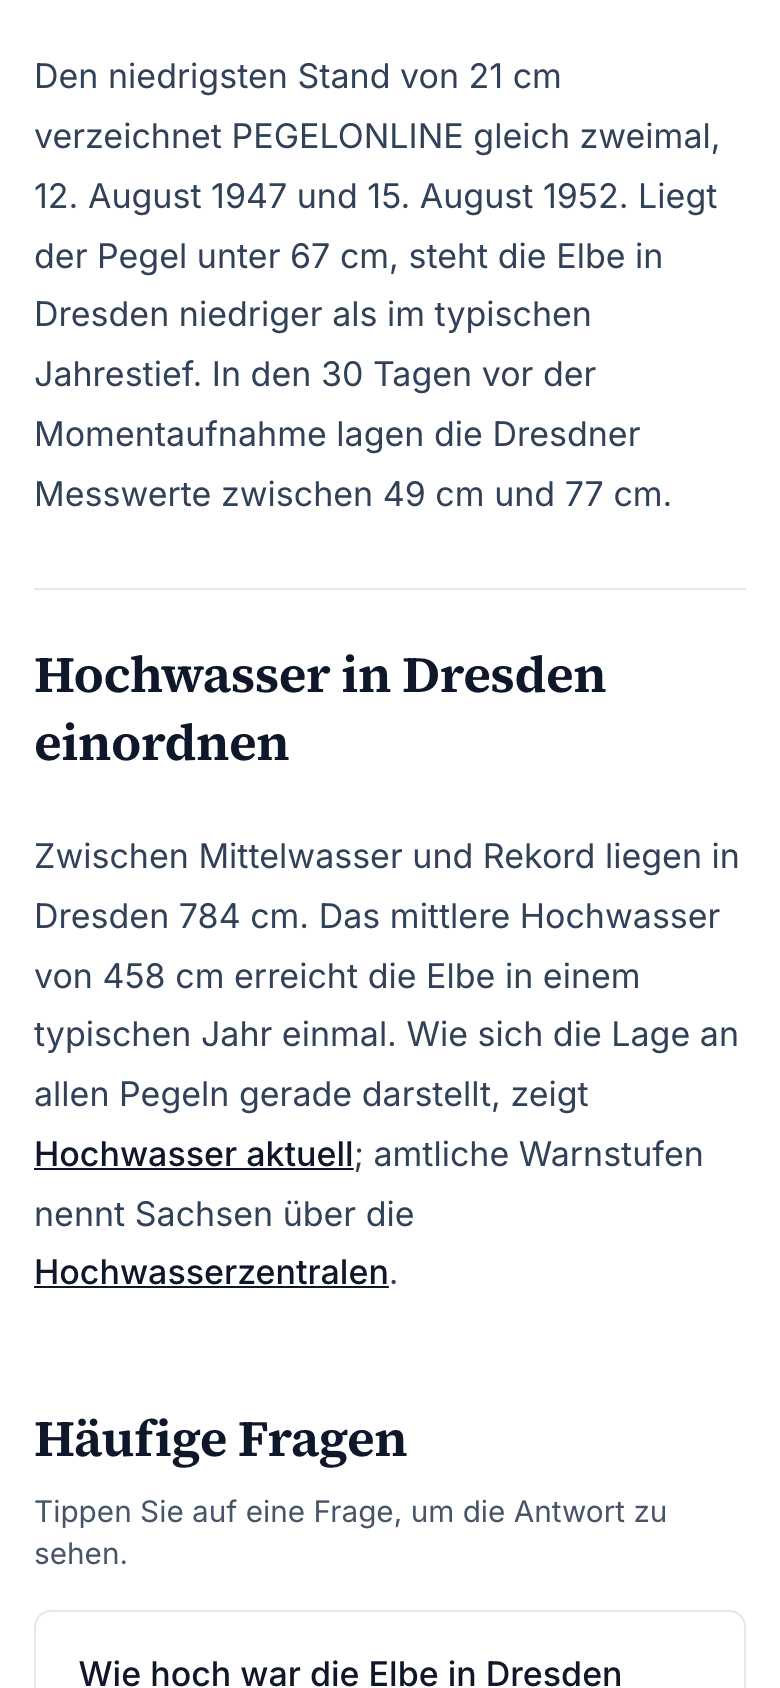 Den niedrigsten Stand von 21 cm
verzeichnet PEGELONLINE gleich zweimal,
12. August 1947 und 15. August 1952. Liegt
der Pegel unter 67 cm, steht die Elbe in
Dresden niedriger als im typischen
Jahrestief. In den 30 Tagen vor der
Momentaufnahme lagen die Dresdner
Messwerte zwischen 49 cm und 77 cm.
Hochwasser in Dresden
einordnen
Zwischen Mittelwasser und Rekord liegen in
Dresden 784 cm. Das mittlere Hochwasser
von 458 cm erreicht die Elbe in einem
typischen Jahr einmal. Wie sich die Lage an
allen Pegeln gerade darstellt, zeigt
Hochwasser aktuell; amtliche Warnstufen
nennt Sachsen über die
Hochwasserzentralen.
Häufige Fragen
Tippen Sie auf eine Frage, um die Antwort zu
sehen.
Wie hoch war die Elbe in Dresden